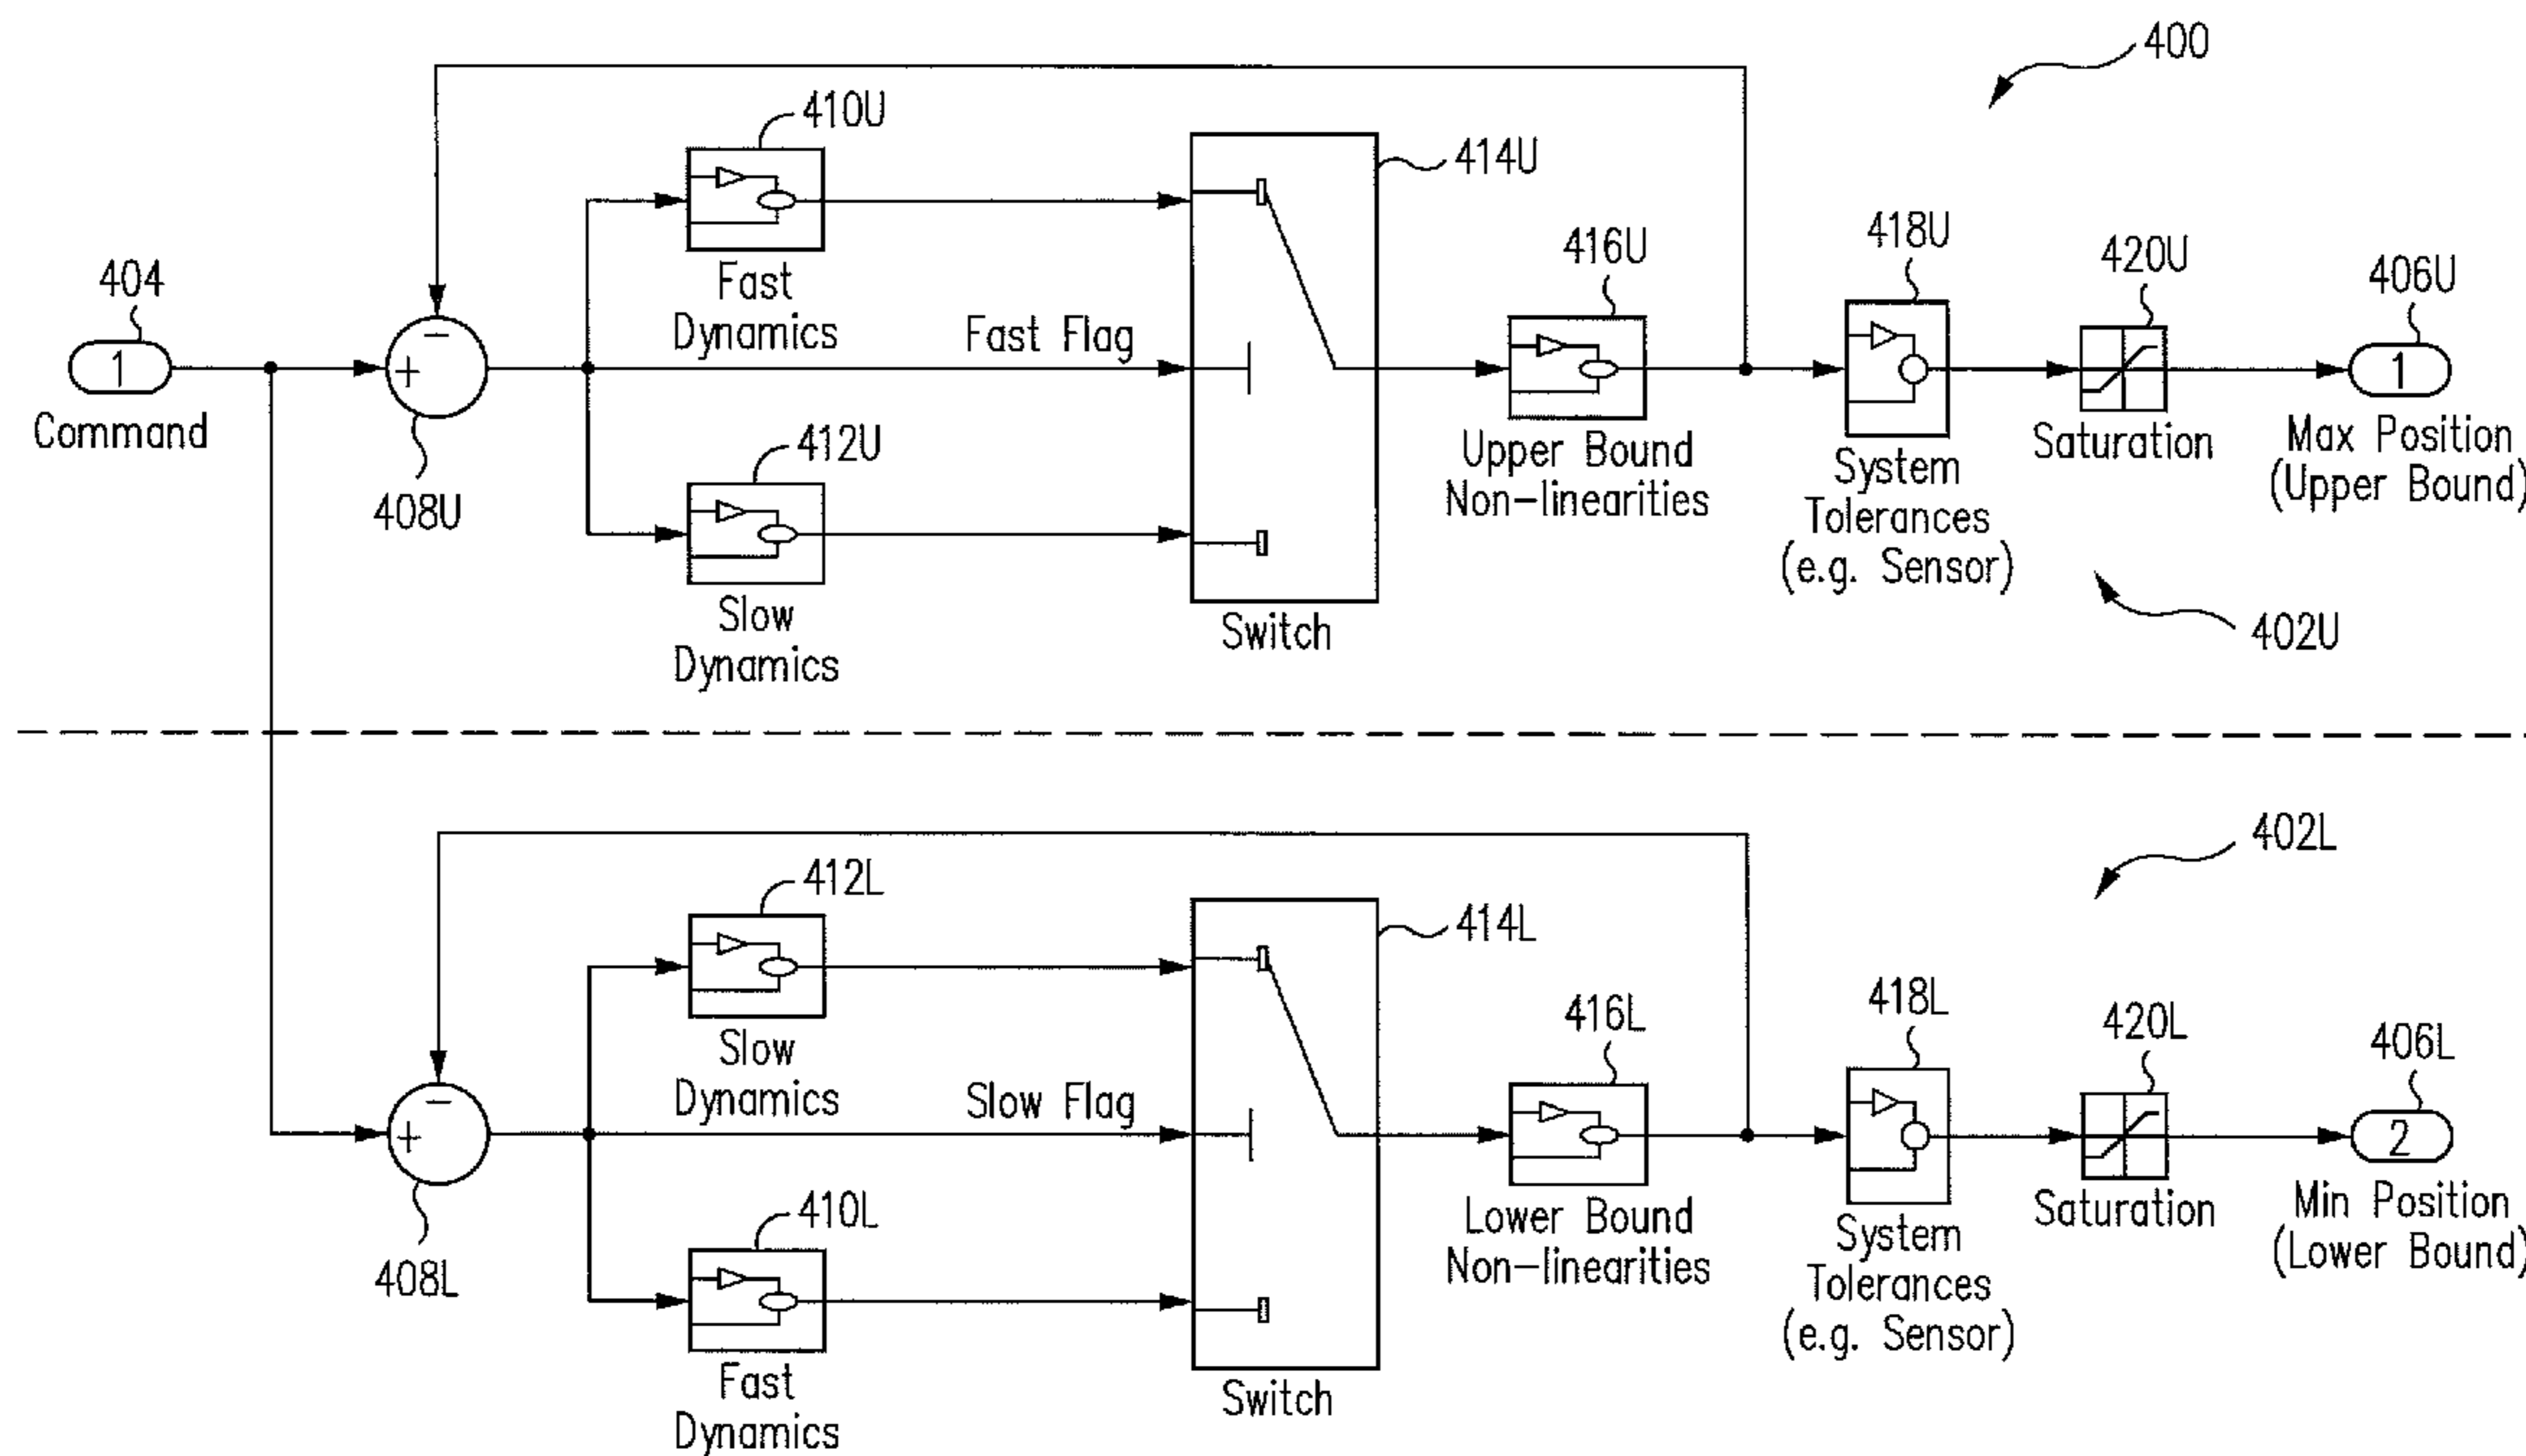 400
410U
414U
Fast
Dynamics
416U
418U
420U
404
406U
1
Command
+
−
408U
Fast Flag
1
Upper Bound
Non-linearities
System
Tolerances
(e.g. Sensor)
Saturation
Max Position
(Upper Bound)
412U
Slow
Dynamics
Switch
402U
402L
412L
414L
Slow
Dynamics
416L
418L
420L
406L
+
−
408L
Slow Flag
2
Lower Bound
Non-linearities
System
Tolerances
(e.g. Sensor)
Saturation
Min Position
(Lower Bound)
410L
Fast
Dynamics
Switch